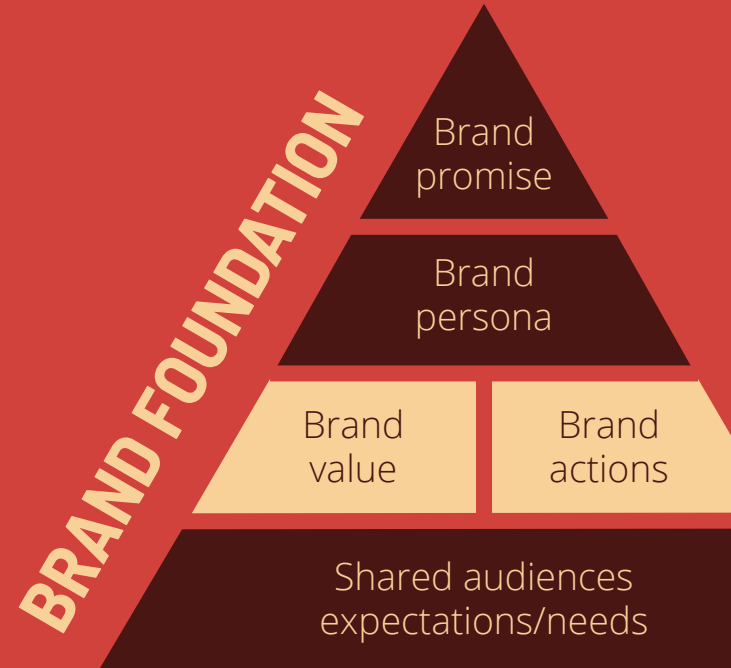 BRAND FOUNDATION
Brand
promise
Brand
persona
Brand
value
Brand
actions
Shared audiences
expectations/needs